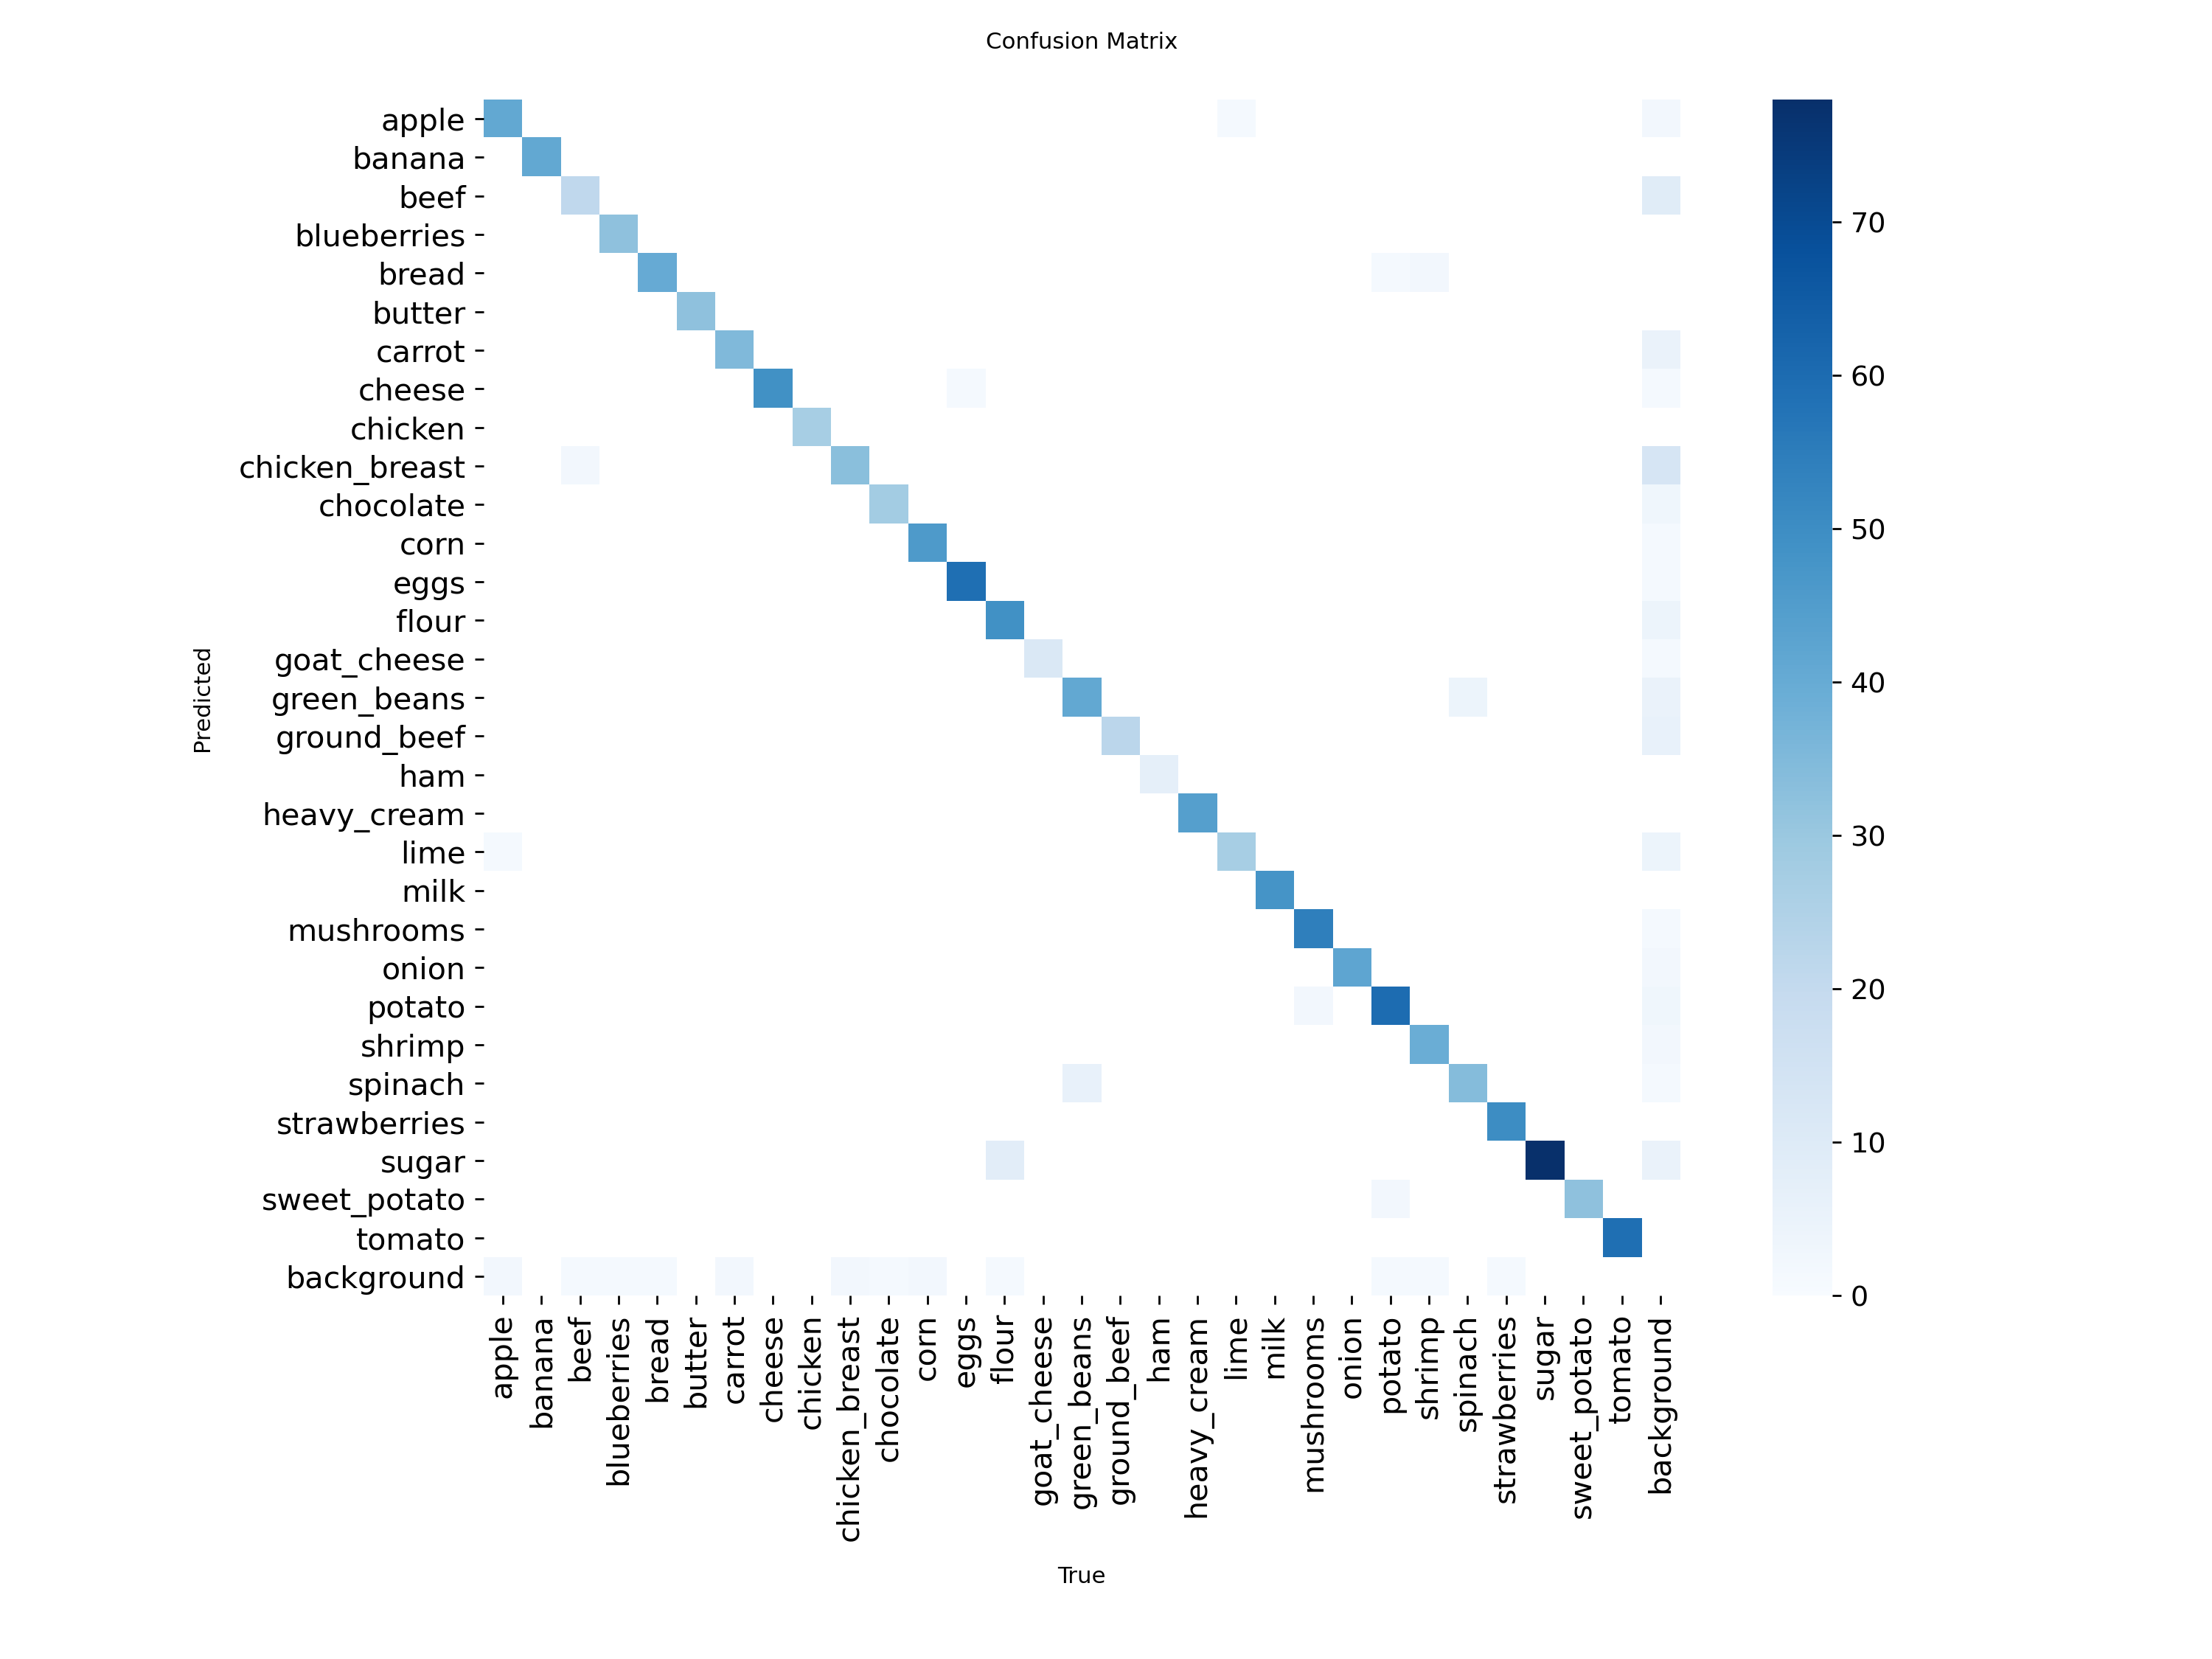 Confusion Matrix
apple
banana
beef
blueberries
bread
butter
carrot
cheese
chicken
chicken_breast
chocolate
corn
eggs
flour
goat_cheese
green_beans
ground_beef
ham
heavy_cream
lime
milk
mushrooms
onion
potato
shrimp
spinach
strawberries
sugar
sweet_potato
tomato
background
Predicted
apple
banana
beef
blueberries
bread
butter
carrot
cheese
chicken
chicken_breast
chocolate
corn
eggs
flour
goat_cheese
green_beans
ground_beef
ham
heavy_cream
lime
milk
mushrooms
onion
potato
shrimp
spinach
strawberries
sugar
sweet_potato
tomato
background
True
70
60
50
40
30
20
10
0